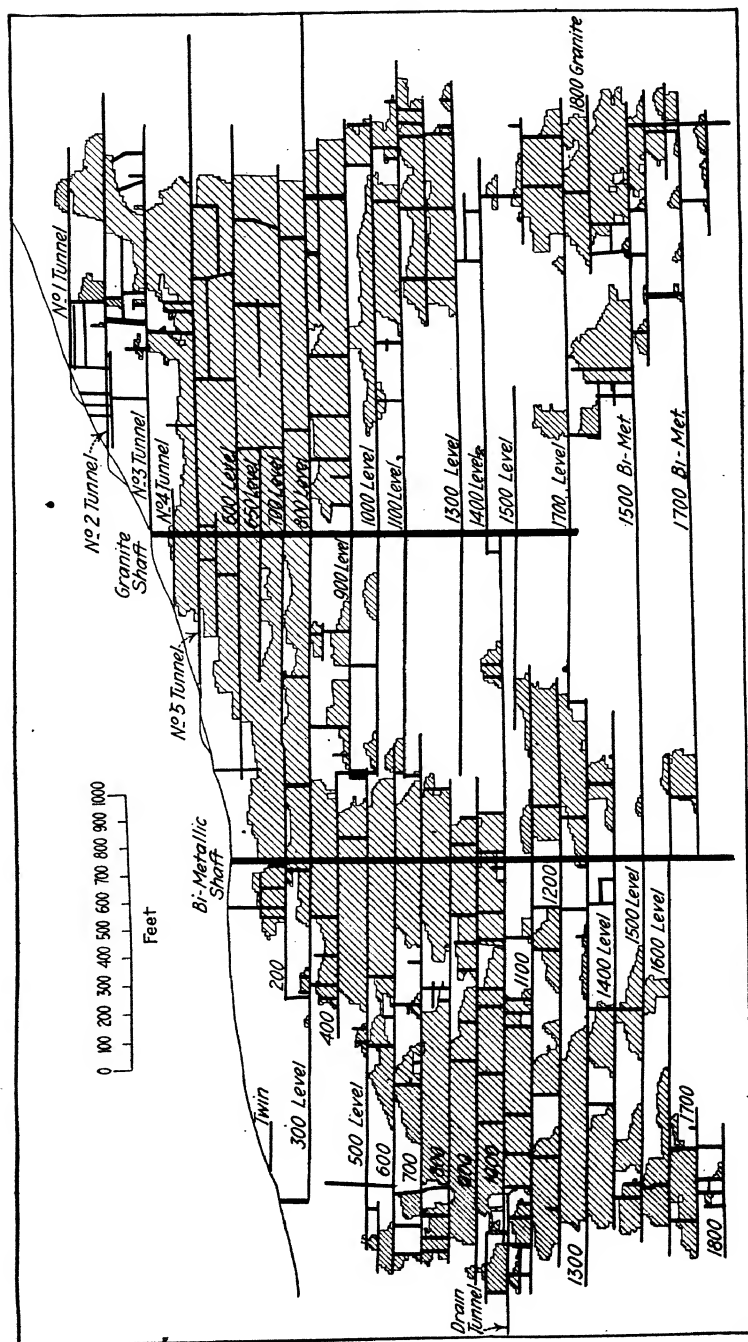 Nº 1 Tunnel
Nº 2 Tunnel
Nº 3 Tunnel
Nº 4 Tunnel
Granite
Shaft
Nº 5 Tunnel
600 Level
650 Level
700 Level
800 Level
900 Level
1000 Level
1100 Level
1300 Level
1400 Level
1500 Level
1700 Level
1800 Granite
1500 Bi-Met.
1700 Bi-Met.
0 100 200 300 400 500 600 700 800 900 1000
Feet
Bi-Metallic
Shaft
Twin
200
300 Level
400
500 Level
600
700
1000
1100
1200
1300
1400 Level
1500 Level
1600 Level
1700
1800
Drain
Tunnel